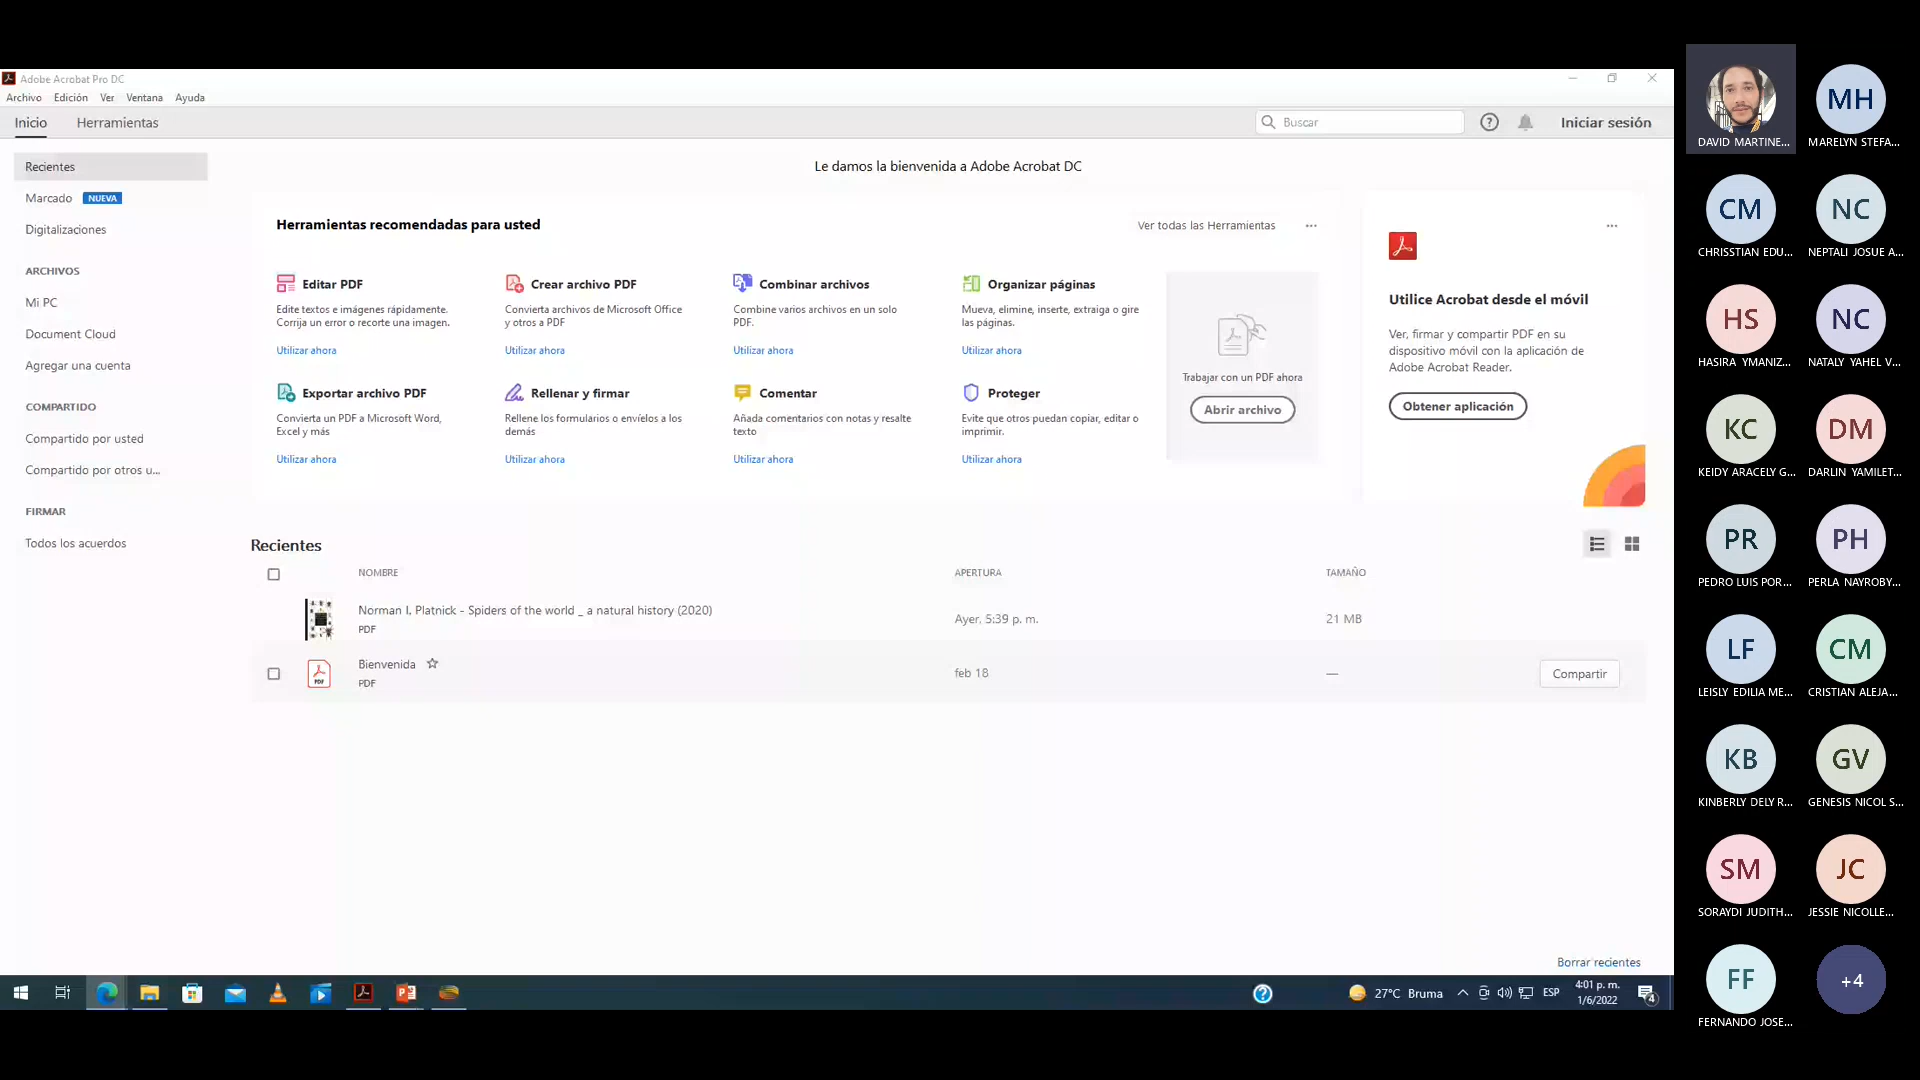 Adobe Acrobat Pro DC
Archivo Edición Ver Ventana Ayuda
Inicio Herramientas
Buscar
Iniciar sesión
Recientes
Marcado NUEVA
Digitalizaciones
ARCHIVOS
Mi PC
Document Cloud
Agregar una cuenta
COMPARTIDO
Compartido por usted
Compartido por otros u...
FIRMAR
Todos los acuerdos
Le damos la bienvenida a Adobe Acrobat DC
Herramientas recomendadas para usted
Ver todas las Herramientas
Editar PDF
Edite textos e imágenes rápidamente.
Corrija un error o recorte una imagen.
Utilizar ahora
Crear archivo PDF
Convierta archivos de Microsoft Office
y otros a PDF
Utilizar ahora
Combinar archivos
Combine varios archivos en un solo
PDF.
Utilizar ahora
Organizar páginas
Mueva, elimine, inserte, extraiga o gire
las páginas.
Utilizar ahora
Exportar archivo PDF
Convierta un PDF a Microsoft Word,
Excel y más
Utilizar ahora
Rellenar y firmar
Rellene los formularios o envíelos a los
demás
Utilizar ahora
Comentar
Añada comentarios con notas y resalte
texto
Utilizar ahora
Proteger
Evite que otros puedan copiar, editar o
imprimir.
Utilizar ahora
Trabajar con un PDF ahora
Abrir archivo
Utilice Acrobat desde el móvil
Ver, firmar y compartir PDF en su
dispositivo móvil con la aplicación de
Adobe Acrobat Reader.
Obtener aplicación
Recientes
NOMBRE APERTURA TAMAÑO
Norman I. Platnick - Spiders of the world _ a natural history (2020)
PDF
Ayer, 5:39 p. m.
21 MB
Bienvenida
PDF
feb 18
—
Compartir
Borrar recientes
27°C Bruma
ESP
4:01 p. m.
1/6/2022
4
DAVID MARTINE...
MH
MARELYN STEFA...
CM
CHRISSTIAN EDU...
NC
NEPTALI JOSUE A...
HS
HASIRA YMANIZ...
NC
NATALY YAHEL V...
KC
KEIDY ARACELY G...
DM
DARLIN YAMILET...
PR
PEDRO LUIS POR...
PH
PERLA NAYROBY...
LF
LEISLY EDILIA ME...
CM
CRISTIAN ALEJA...
KB
KINBERLY DELY R...
GV
GENESIS NICOL S...
SM
SORAYDI JUDITH...
JC
JESSIE NICOLLE...
FF
FERNANDO JOSE...
+4